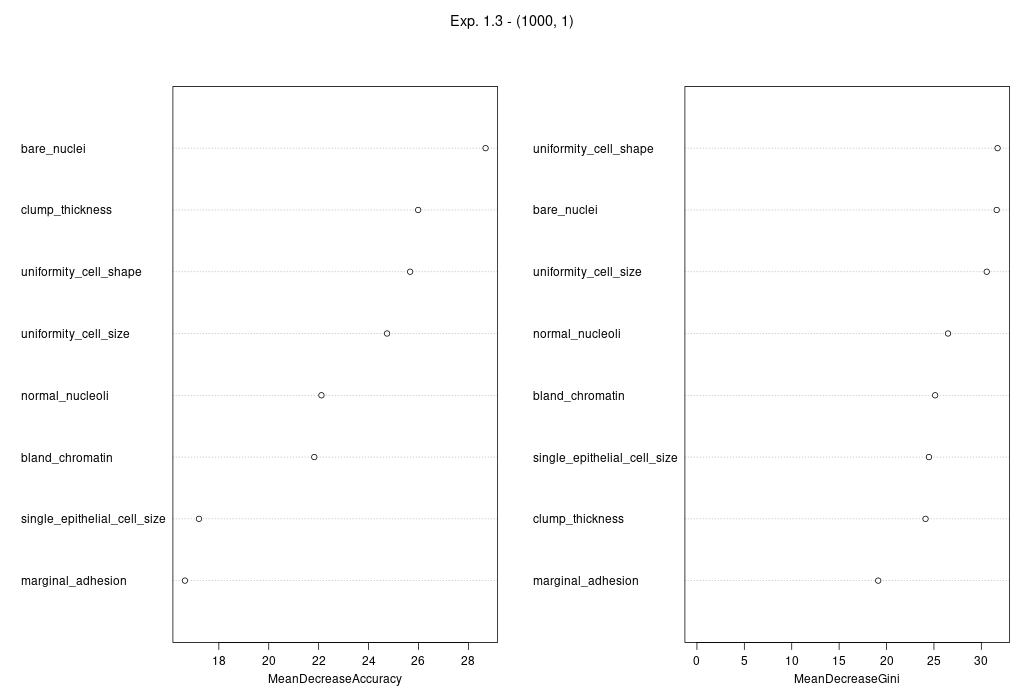 Exp. 1.3 - (1000, 1)
bare_nuclei
clump_thickness
uniformity_cell_shape
uniformity_cell_size
normal_nucleoli
bland_chromatin
single_epithelial_cell_size
marginal_adhesion
18 20 22 24 26 28
MeanDecreaseAccuracy
uniformity_cell_shape
bare_nuclei
uniformity_cell_size
normal_nucleoli
bland_chromatin
single_epithelial_cell_size
clump_thickness
marginal_adhesion
0 5 10 15 20 25 30
MeanDecreaseGini